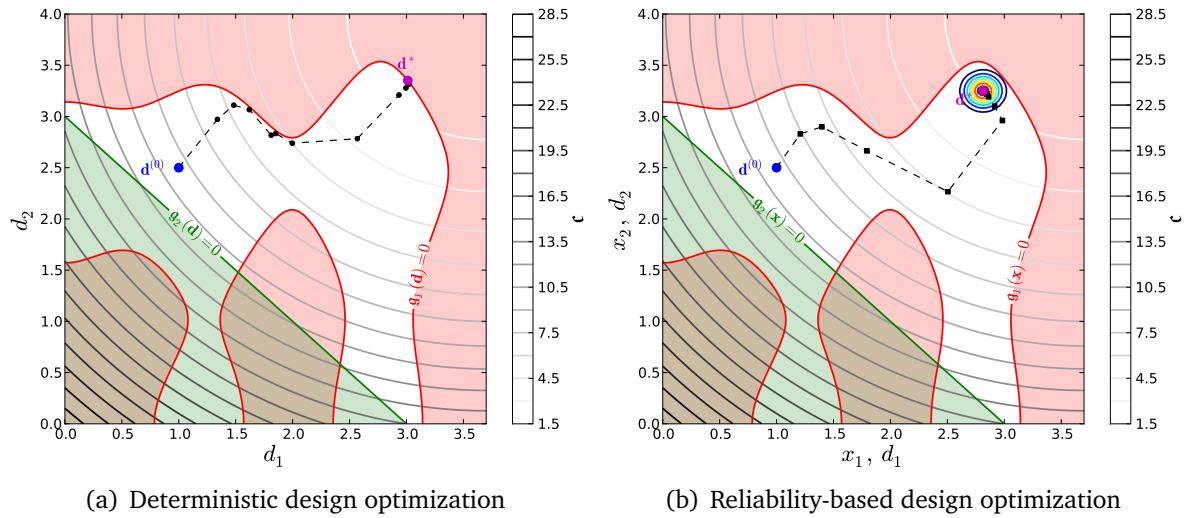 4.0
3.5
3.0
2.5
2.0
1.5
1.0
0.5
0.0
d₂
0.0 0.5 1.0 1.5 2.0 2.5 3.0 3.5
d₁
d⁽⁰⁾
d*
g₂(d)=0
g₁(d)=0
28.5
25.5
22.5
19.5
16.5
13.5
10.5
7.5
4.5
1.5
c
(a) Deterministic design optimization
4.0
3.5
3.0
2.5
2.0
1.5
1.0
0.5
0.0
x₂, d₂
0.0 0.5 1.0 1.5 2.0 2.5 3.0 3.5
x₁, d₁
d⁽⁰⁾
d*
g₂(x)=0
g₁(x)=0
28.5
25.5
22.5
19.5
16.5
13.5
10.5
7.5
4.5
1.5
c
(b) Reliability-based design optimization